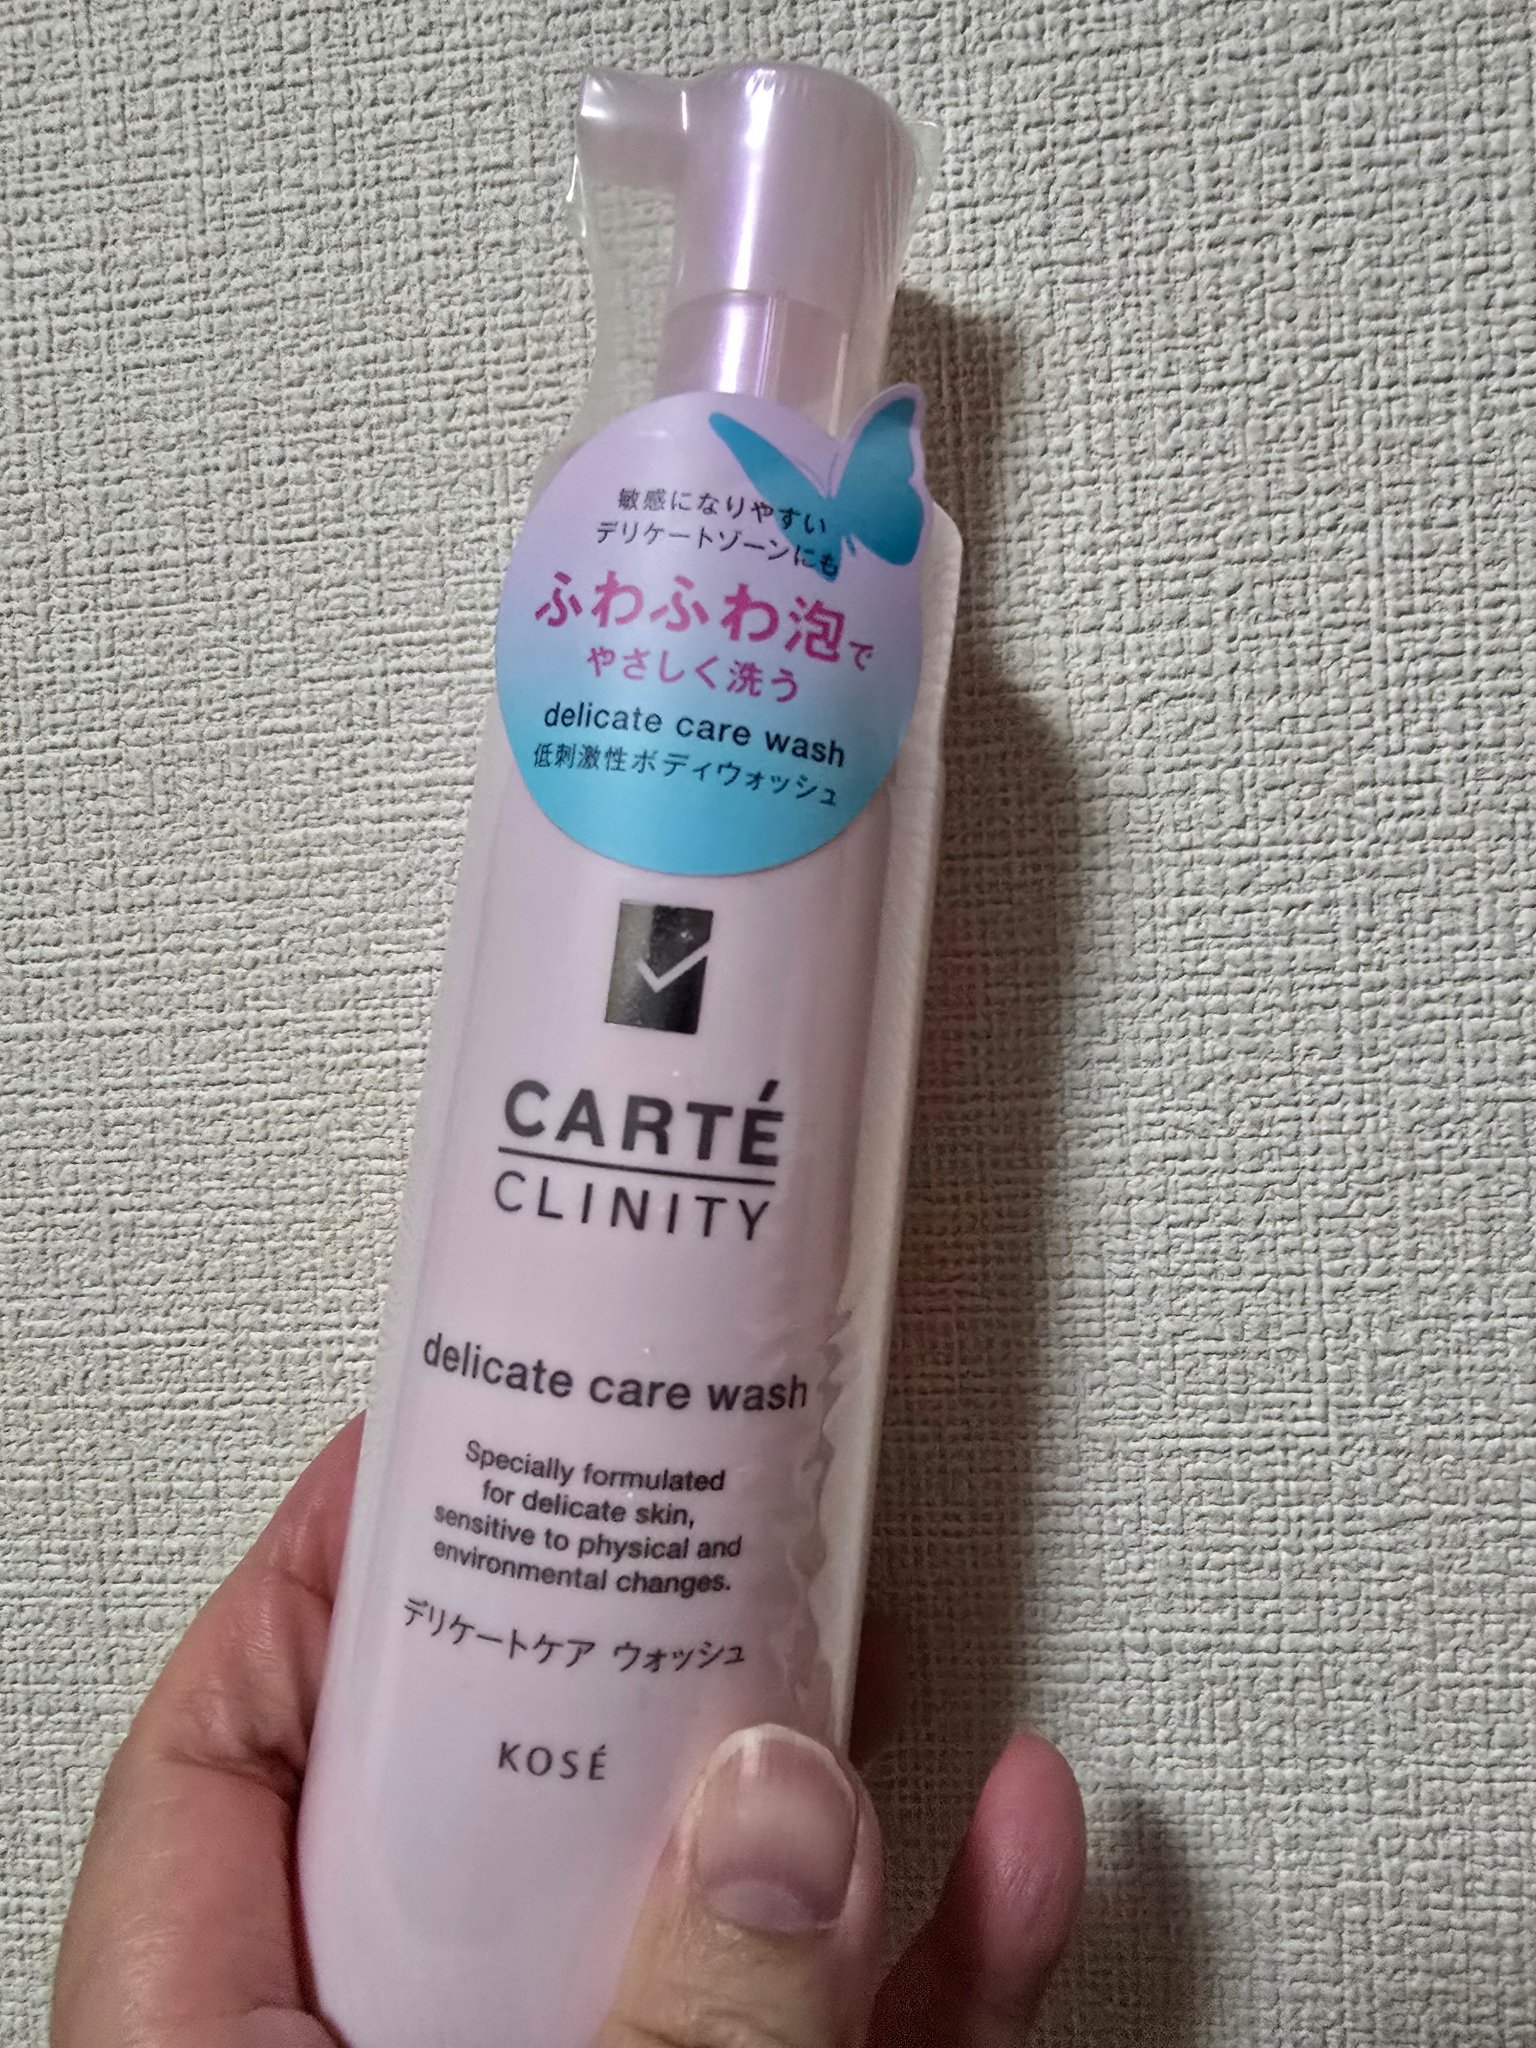 敏感になりやすい
デリケートゾーンにも
ふわふわ泡で
やさしく洗う
delicate care wash
低刺激性ボディウォッシュ
CARTÉ
CLINITY
delicate care wash
Specially formulated
for delicate skin,
sensitive to physical and
environmental changes.
デリケートケア ウォッシュ
KOSÉ